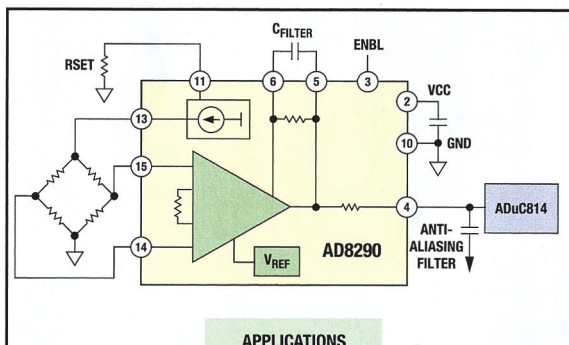 CFILTER
ENBL
RSET
11
6
5
3
2
VCC
13
10
GND
15
4
ADuC814
14
AD8290
ANTI-
ALIASING
FILTER
VREF
APPLICATIONS